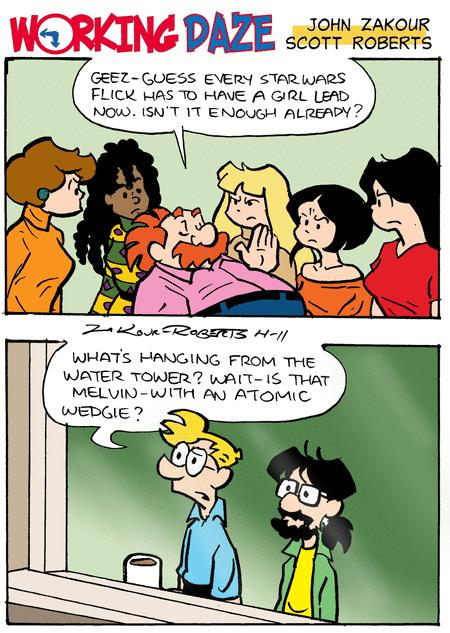 WORKING DAZE
JOHN ZAKOUR
SCOTT ROBERTS
GEEZ-GUESS EVERY STAR WARS
FLICK HAS TO HAVE A GIRL LEAD
NOW. ISN'T IT ENOUGH ALREADY?
ZAKOUR-ROBERTS 4-11
WHAT'S HANGING FROM THE
WATER TOWER? WAIT-IS THAT
MELVIN-WITH AN ATOMIC
WEDGIE?